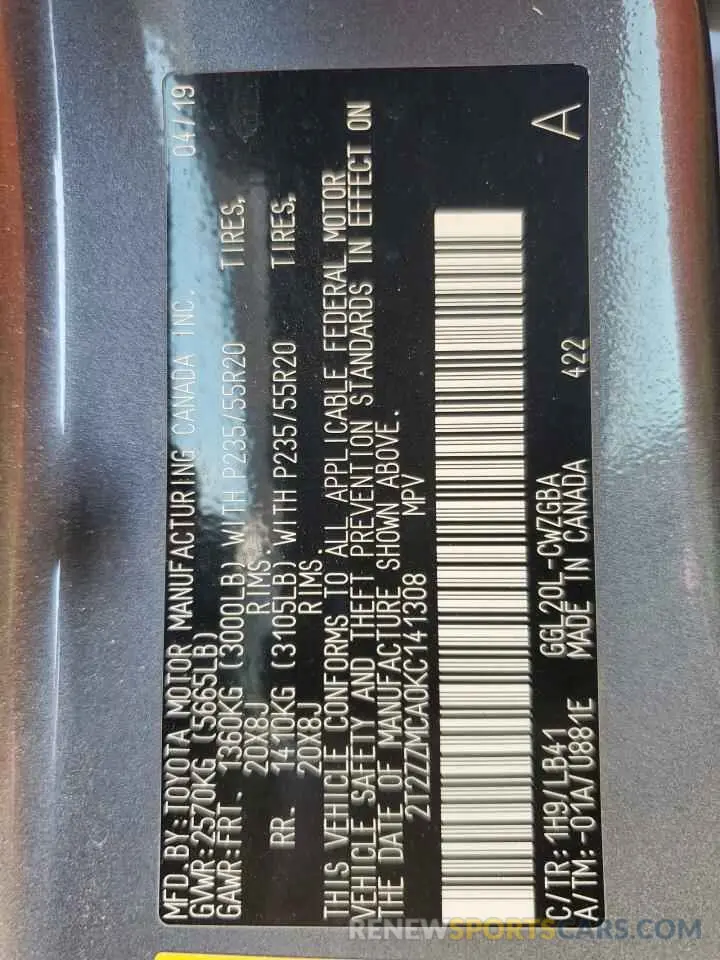 MFD.BY:TOYOTA MOTOR MANUFACTURING CANADA INC. 04/19
GVWR:2570KG (5665LB)
GAWR:FRT. 1360KG (3000LB) WITH P235/55R20 TIRES,
20X8J RIMS.
RR. 1410KG (3105LB) WITH P235/55R20 TIRES,
20X8J RIMS.
THIS VEHICLE CONFORMS TO ALL APPLICABLE FEDERAL MOTOR
VEHICLE SAFETY AND THEFT PREVENTION STANDARDS IN EFFECT ON
THE DATE OF MANUFACTURE SHOWN ABOVE.
2T2ZZMCA0KC141308 MPV
C/TR:1H9/LB41 GGL20L-CWZGBA 422 A
A/TM:-01A/U881E MADE IN CANADA
RENEWSPORTSCARS.COM